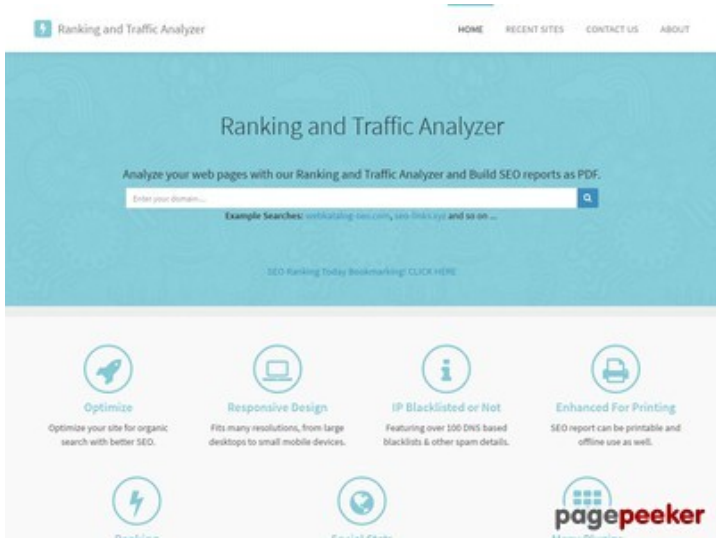 Ranking and Traffic Analyzer
HOME RECENT SITES CONTACT US ABOUT
Ranking and Traffic Analyzer
Analyze your web pages with our Ranking and Traffic Analyzer and Build SEO reports as PDF.
Enter your domain...
Example Searches: webkatalog-seo.com, seo-links.xyz and so on ...
SEO Ranking Today Bookmarking! CLICK HERE
Optimize Responsive Design IP Blacklisted or Not Enhanced For Printing
Optimize your site for organic Fits many resolutions, from large Featuring over 100 DNS based SEO report can be printable and
search with better SEO. desktops to small mobile devices. blacklists & other spam details. offline use as well.
pagepeeker